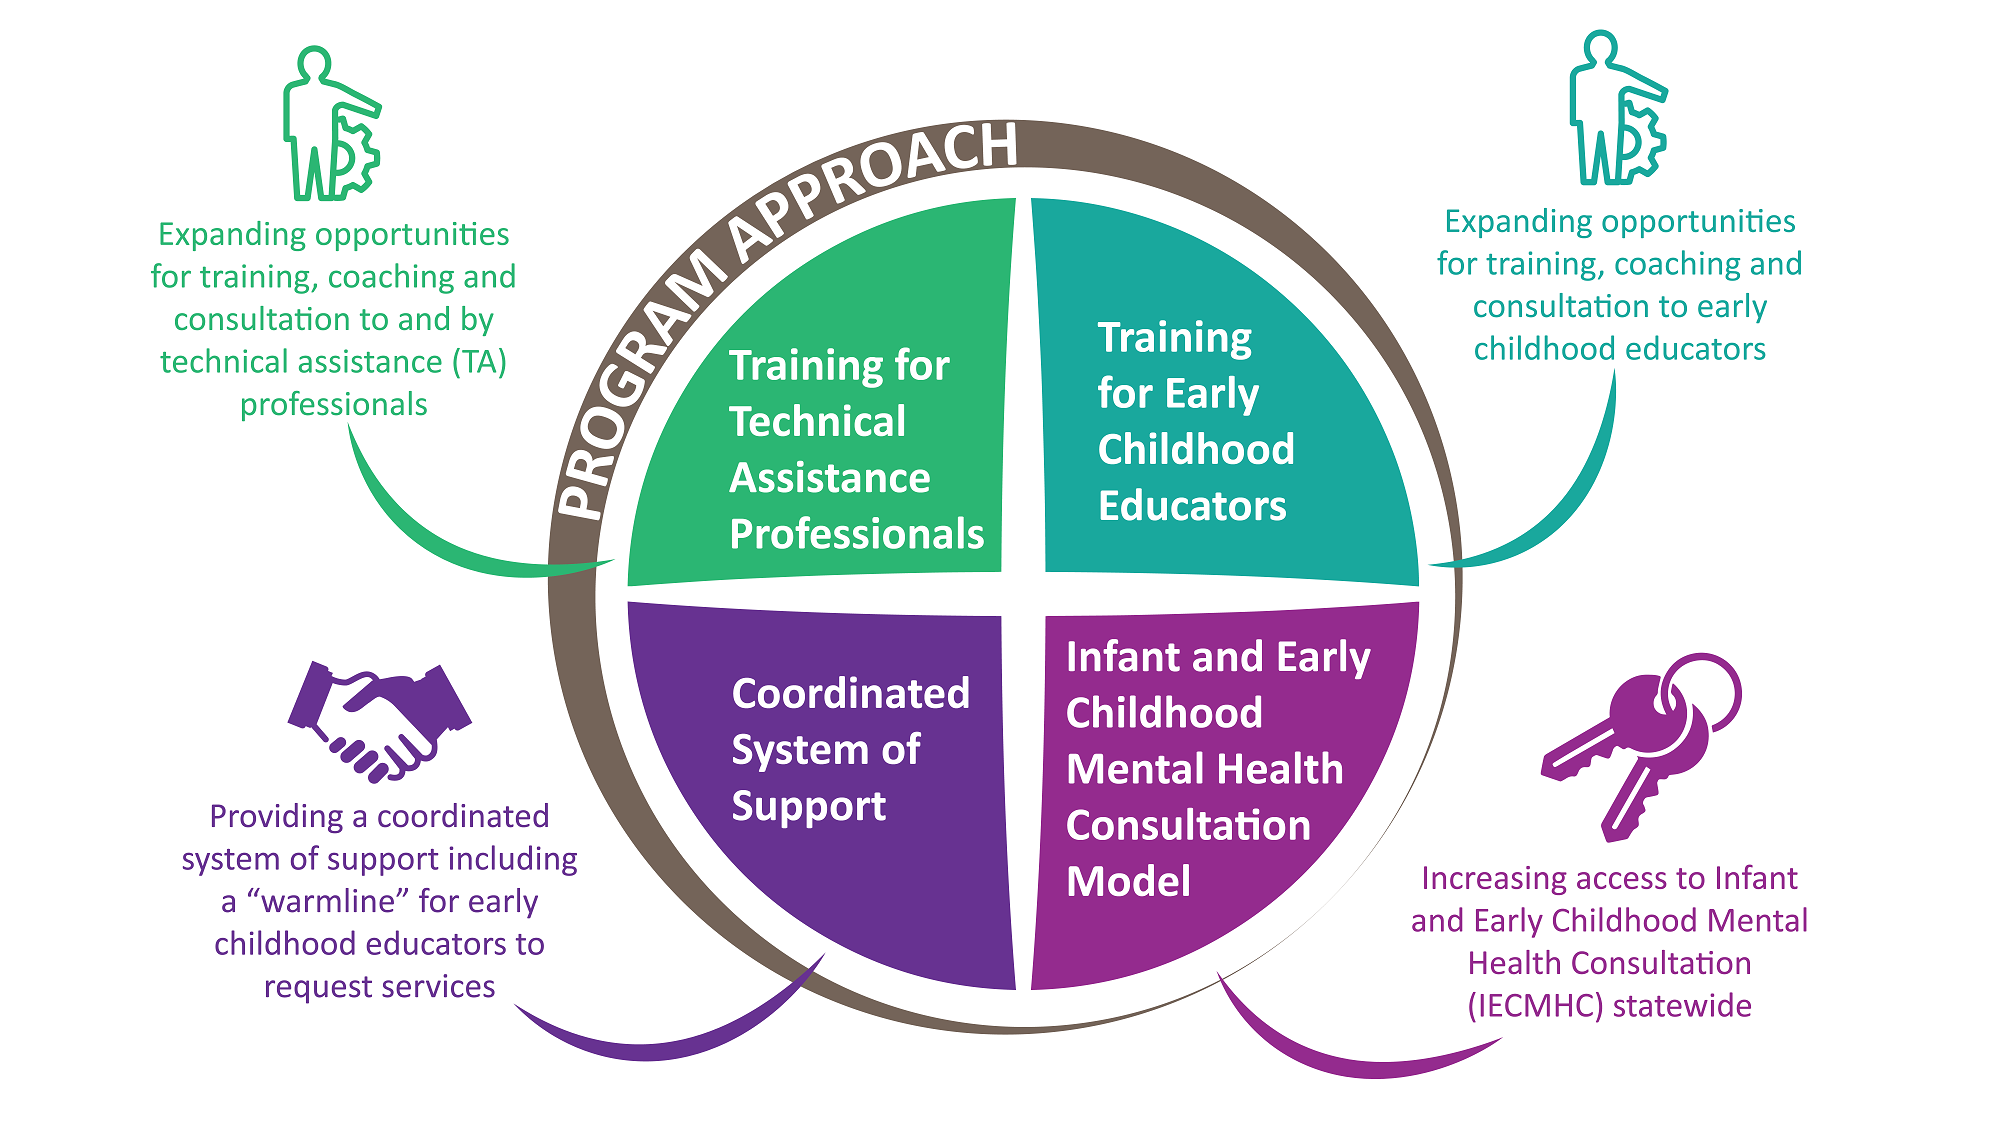 PROGRAM APPROACH
Expanding opportunities
for training, coaching and
consultation to and by
technical assistance (TA)
professionals
Training for
Technical
Assistance
Professionals
Training
for Early
Childhood
Educators
Expanding opportunities
for training, coaching and
consultation to early
childhood educators
Providing a coordinated
system of support including
a “warmline” for early
childhood educators to
request services
Coordinated
System of
Support
Infant and Early
Childhood
Mental Health
Consultation
Model
Increasing access to Infant
and Early Childhood Mental
Health Consultation
(IECMHC) statewide